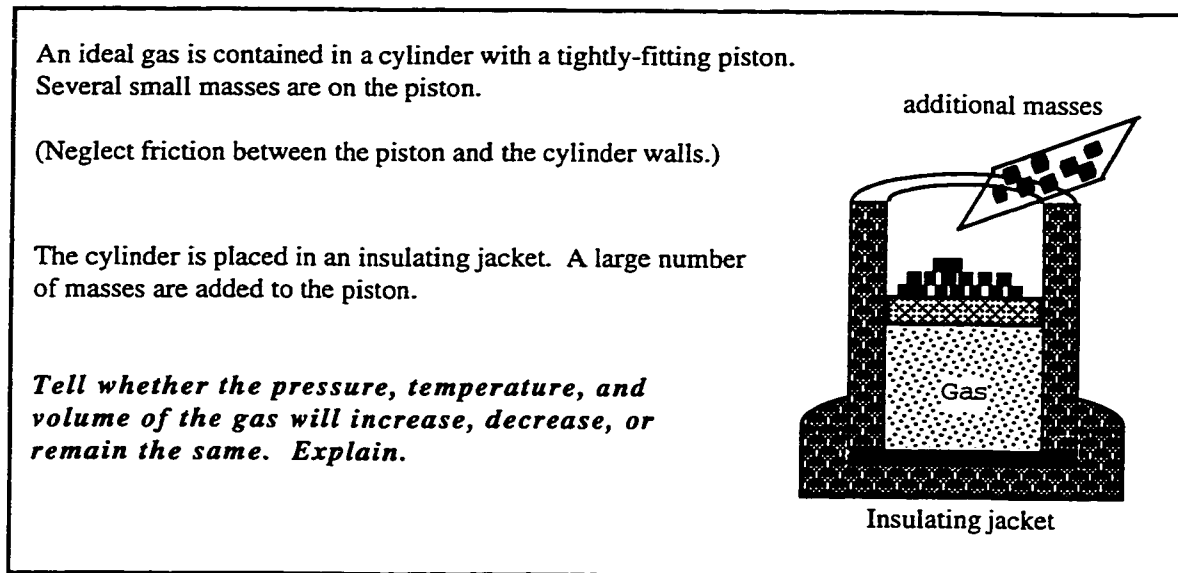 An ideal gas is contained in a cylinder with a tightly-fitting piston.
Several small masses are on the piston.
additional masses
(Neglect friction between the piston and the cylinder walls.)
The cylinder is placed in an insulating jacket. A large number
of masses are added to the piston.
Tell whether the pressure, temperature, and
volume of the gas will increase, decrease, or
remain the same. Explain.
Gas
Insulating jacket